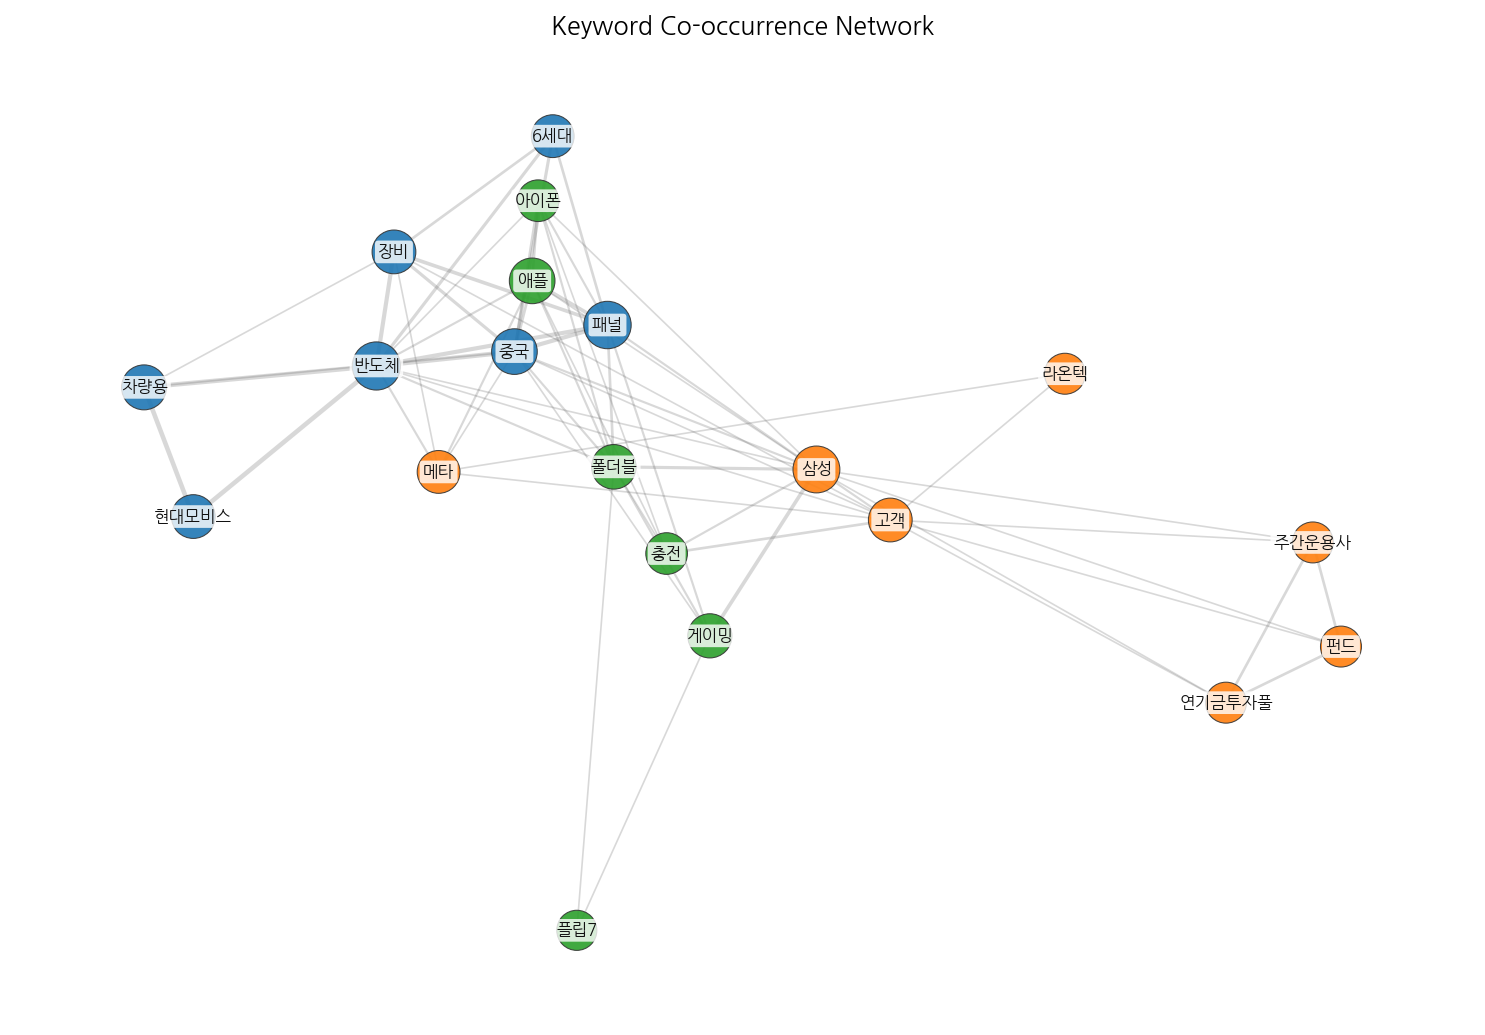 Keyword Co-occurrence Network
6세대
아이폰
장비
애플
패널
중국
반도체
라온텍
차량용
폴더블
삼성
메타
현대모비스
고객
주간운용사
충전
게이밍
펀드
연기금투자풀
플립7